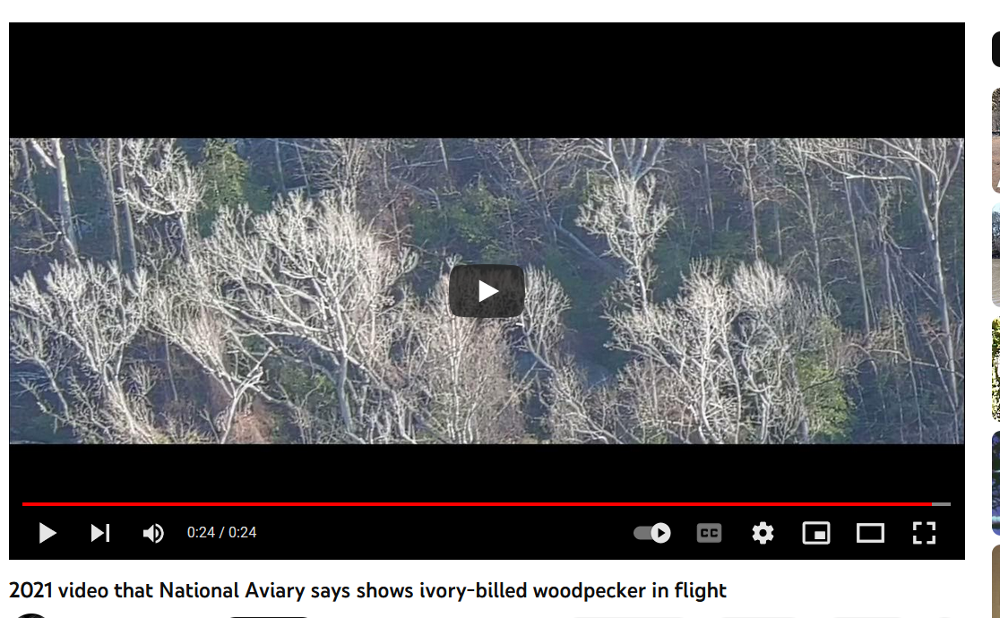 0:24 / 0:24
CC
2021 video that National Aviary says shows ivory-billed woodpecker in flight